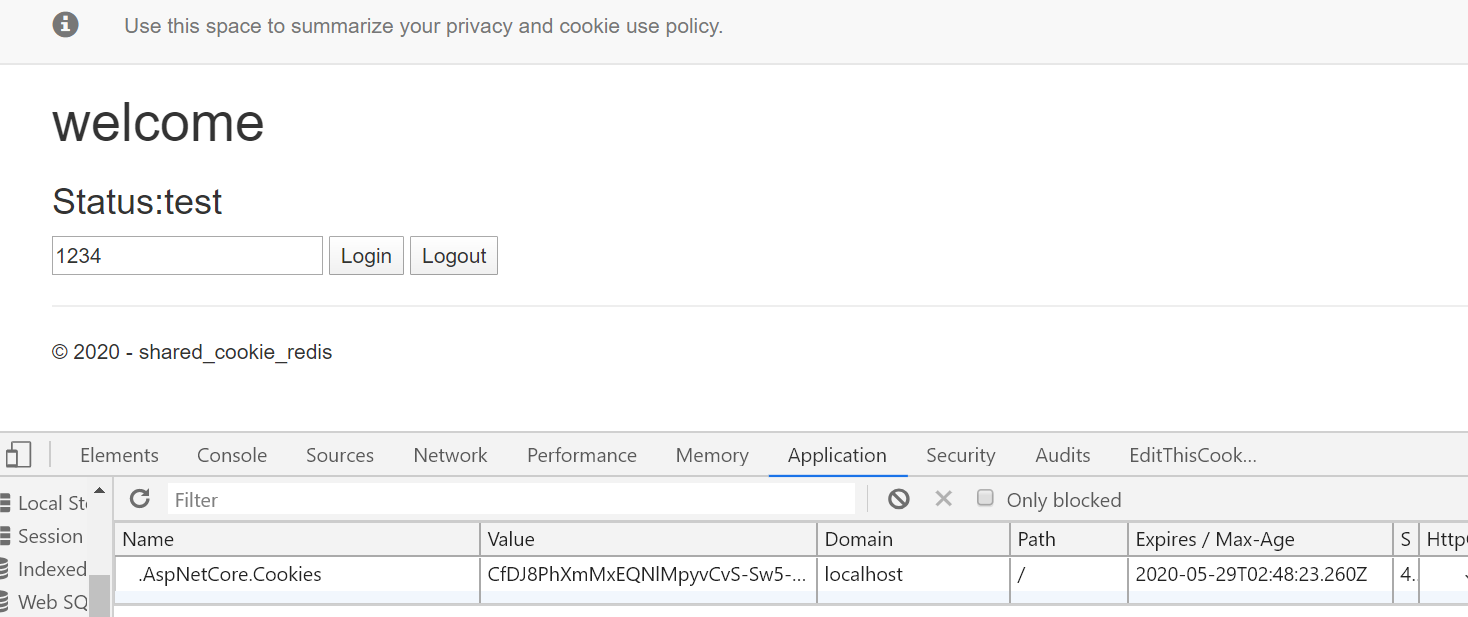 Use this space to summarize your privacy and cookie use policy.
welcome
Status:test
1234 Login Logout
© 2020 - shared_cookie_redis
Elements Console Sources Network Performance Memory Application Security Audits EditThisCook...
Local Sto
Filter Only blocked
Session
Name Value Domain Path Expires / Max-Age S Http
Indexed
.AspNetCore.Cookies CfDJ8PhXmMxEQNlMpyvCvS-Sw5-... localhost / 2020-05-29T02:48:23.260Z 4.
Web SQ